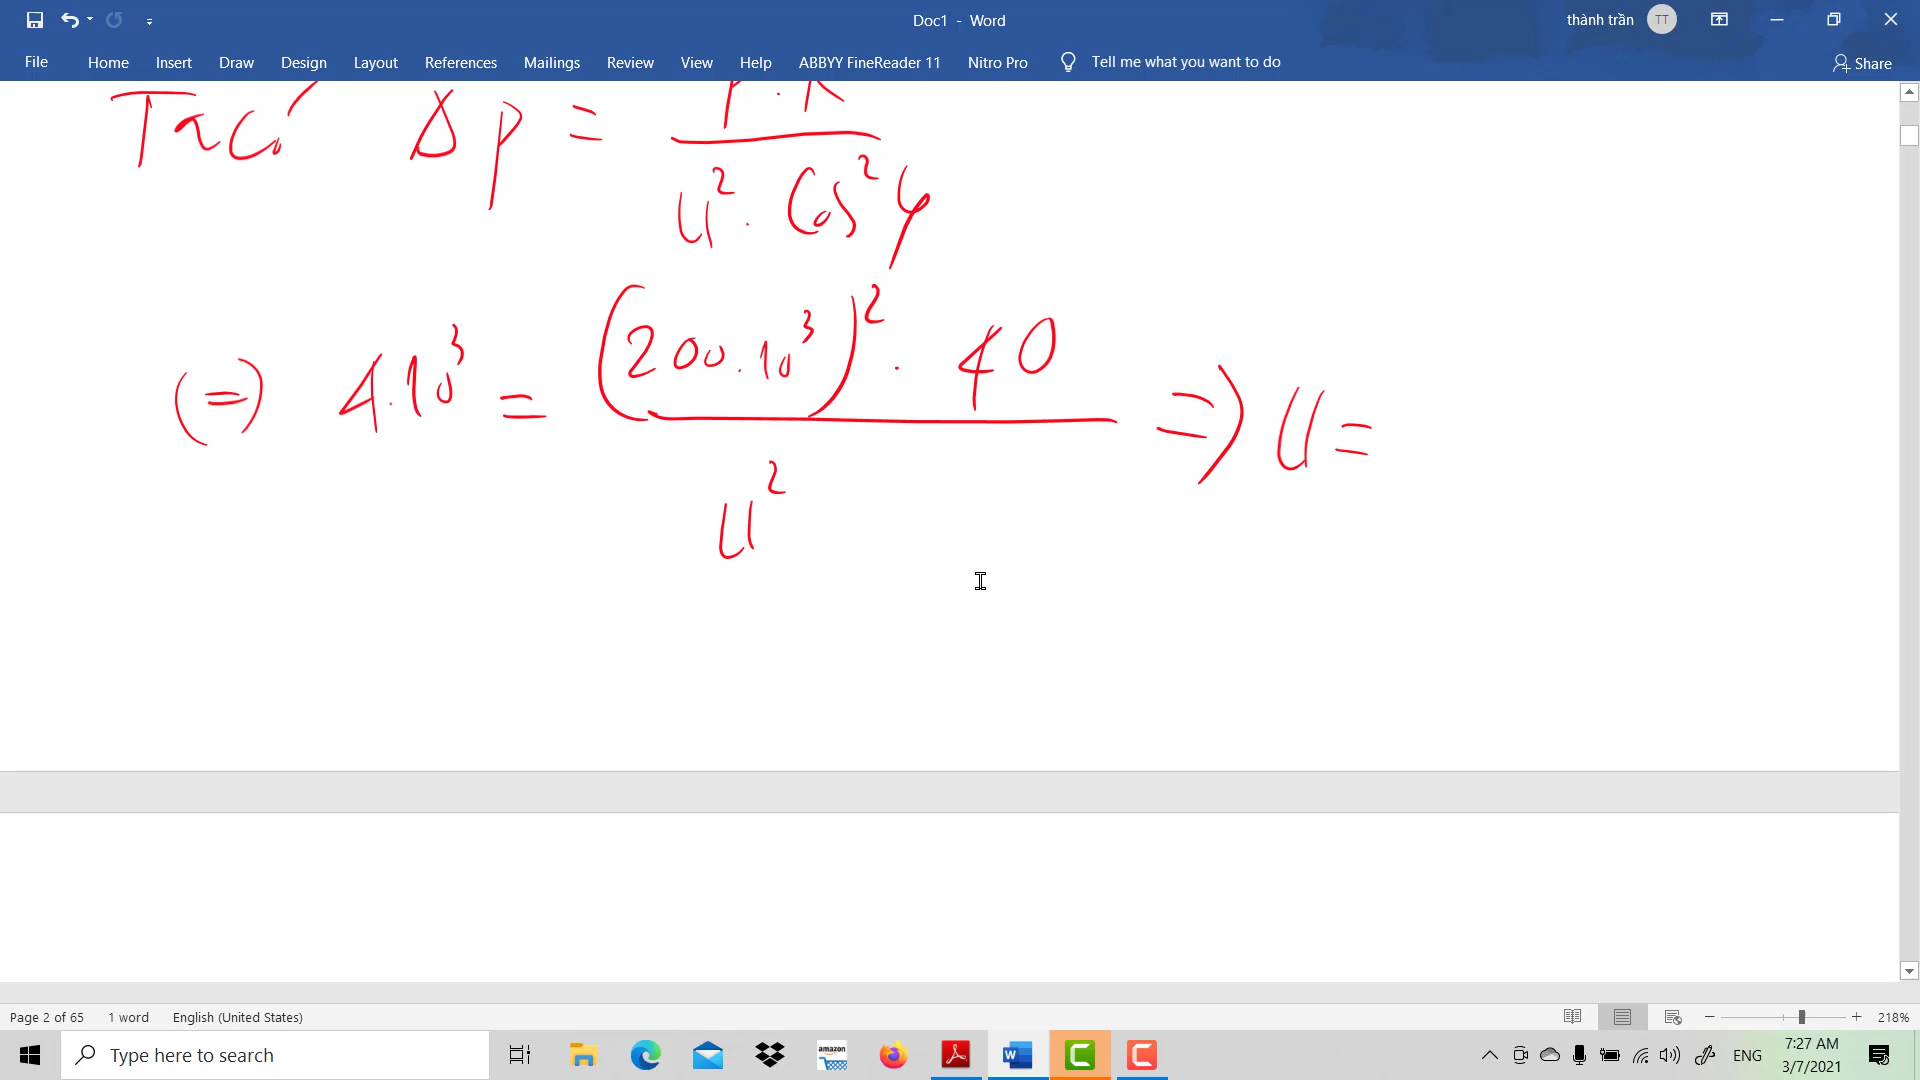 Doc1 - Word
thành trần
TT
File Home Insert Draw Design Layout References Mailings Review View Help ABBYY FineReader 11 Nitro Pro Tell me what you want to do Share
Ta có ΔP =
U² . Cos²φ
(=) 4.10³ = (200.10³)² . 40 => U =
U²
Page 2 of 65 1 word English (United States) 218%
Type here to search
amazon
ENG
7:27 AM
3/7/2021